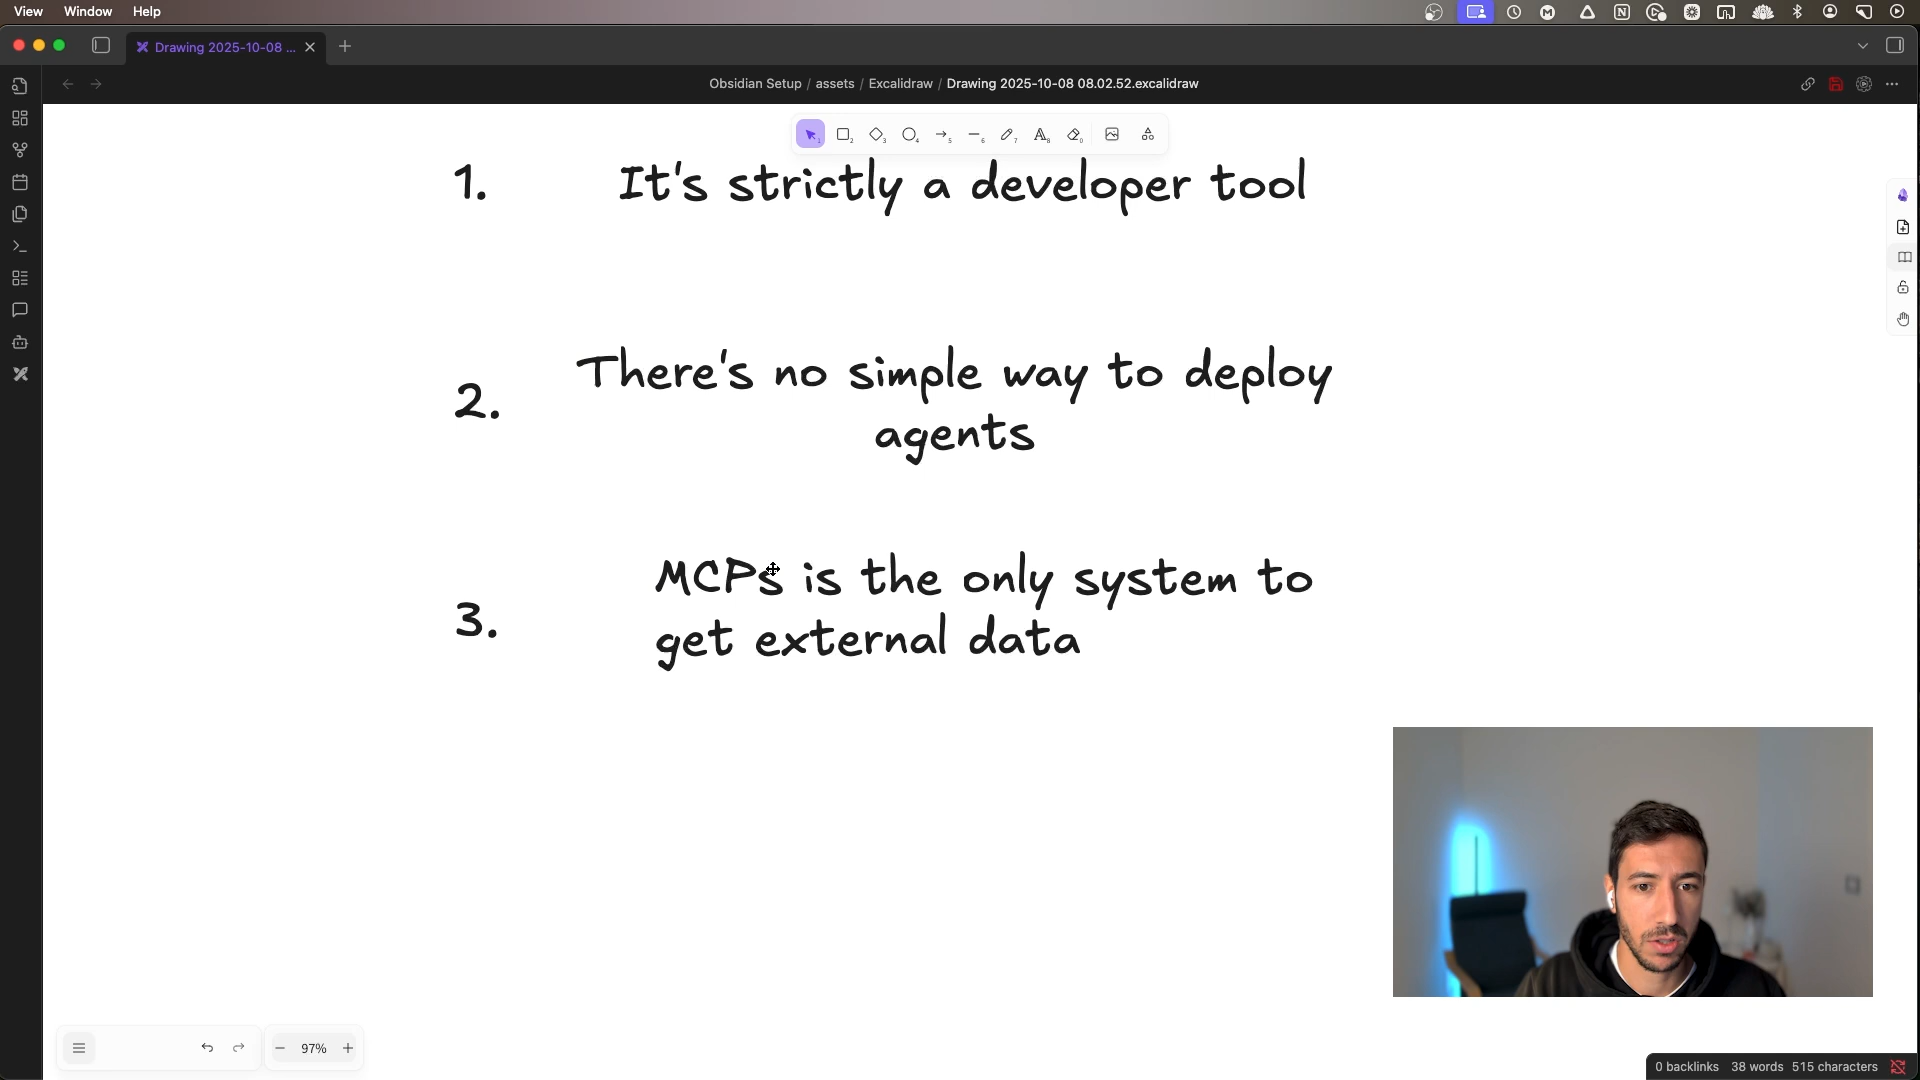 View Window Help
Drawing 2025-10-08 ...
Obsidian Setup / assets / Excalidraw / Drawing 2025-10-08 08.02.52.excalidraw
1. It's strictly a developer tool
2. There's no simple way to deploy
agents
3. MCPs is the only system to
get external data
97%
0 backlinks 38 words 515 characters